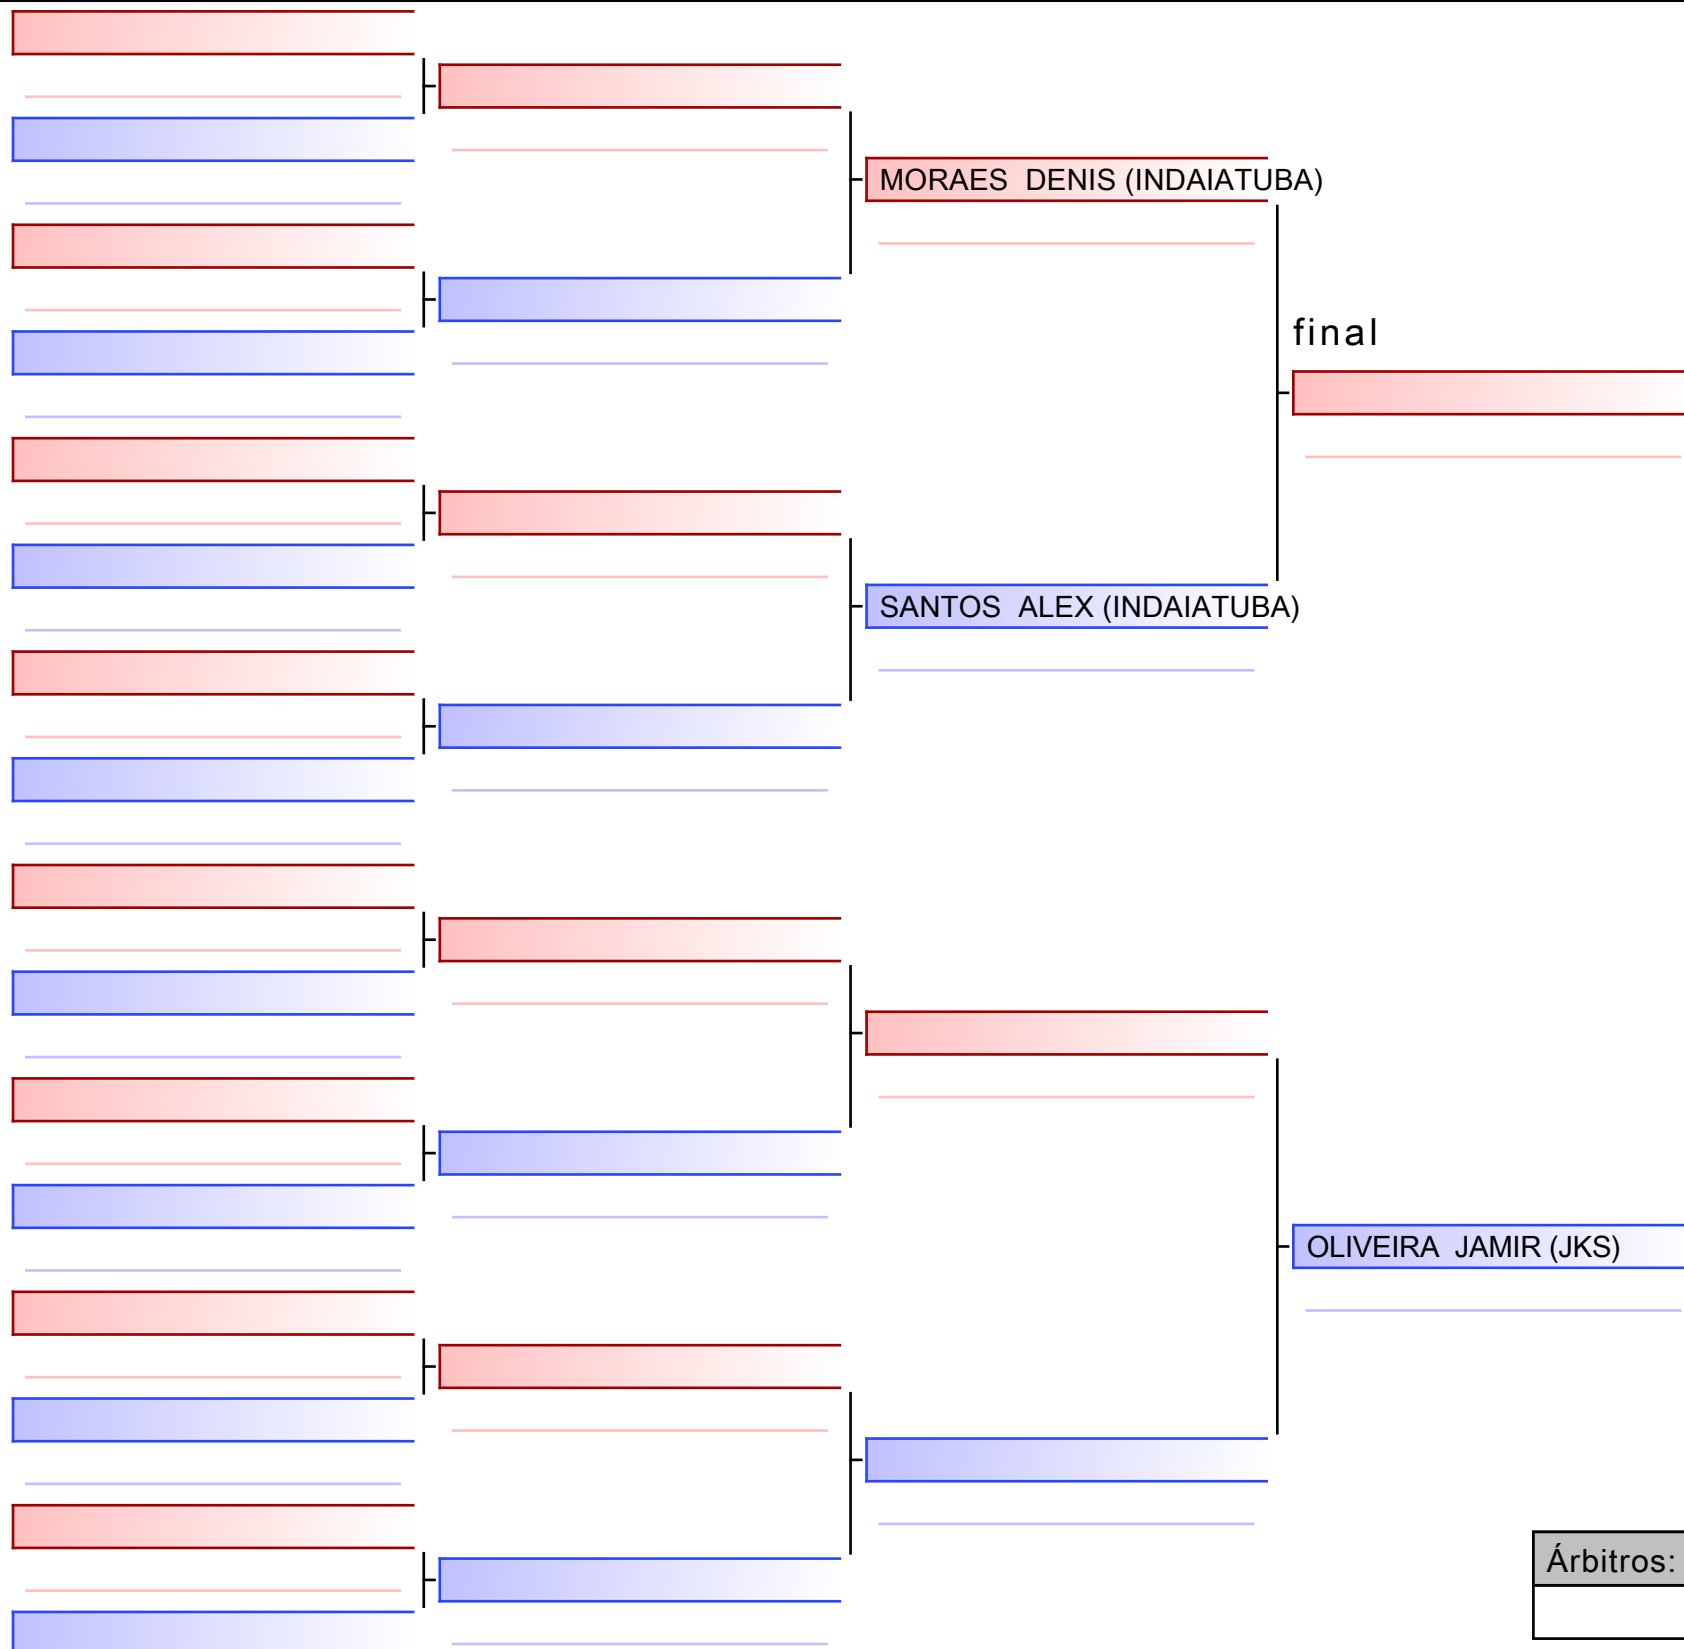 MORAES  DENIS (INDAIATUBA)
final
SANTOS  ALEX (INDAIATUBA)
OLIVEIRA  JAMIR (JKS)
Árbitros: